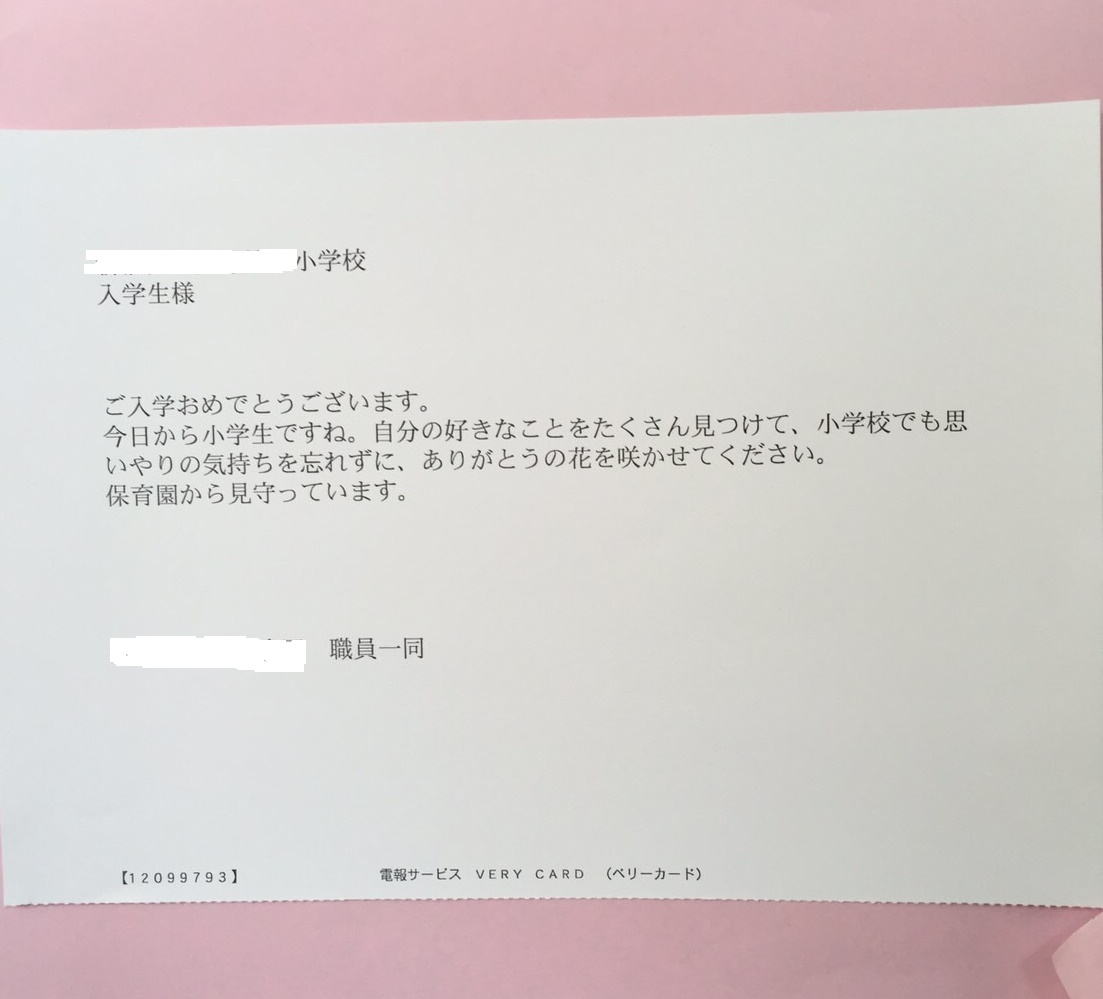 小学校
入学生様
ご入学おめでとうございます。
今日から小学生ですね。自分の好きなことをたくさん見つけて、小学校でも思
いやりの気持ちを忘れずに、ありがとうの花を咲かせてください。
保育園から見守っています。
職員一同
【12099793】 電報サービス VERY CARD （ベリーカード）